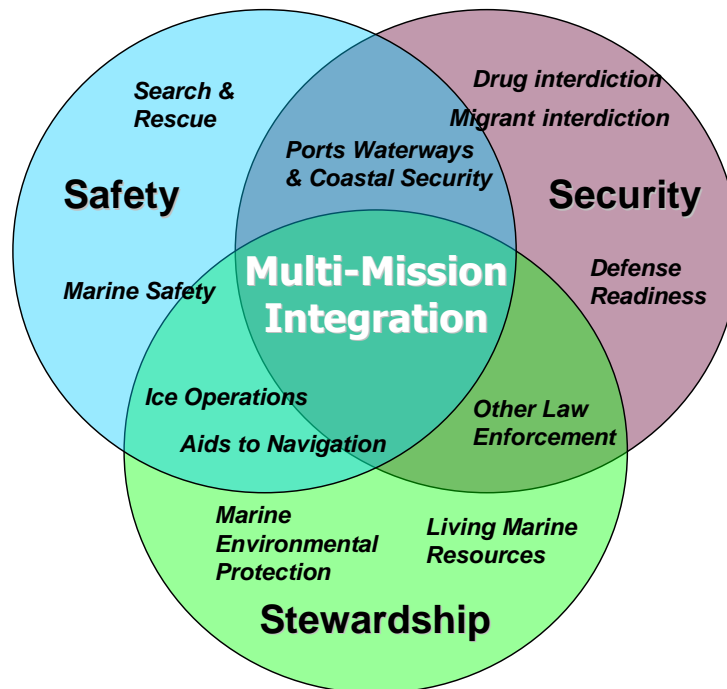 Search &
Rescue
Drug interdiction
Migrant interdiction
Ports Waterways
& Coastal Security
Safety
Security
Multi-Mission
Integration
Defense
Readiness
Marine Safety
Ice Operations
Aids to Navigation
Other Law
Enforcement
Marine
Environmental
Protection
Living Marine
Resources
Stewardship